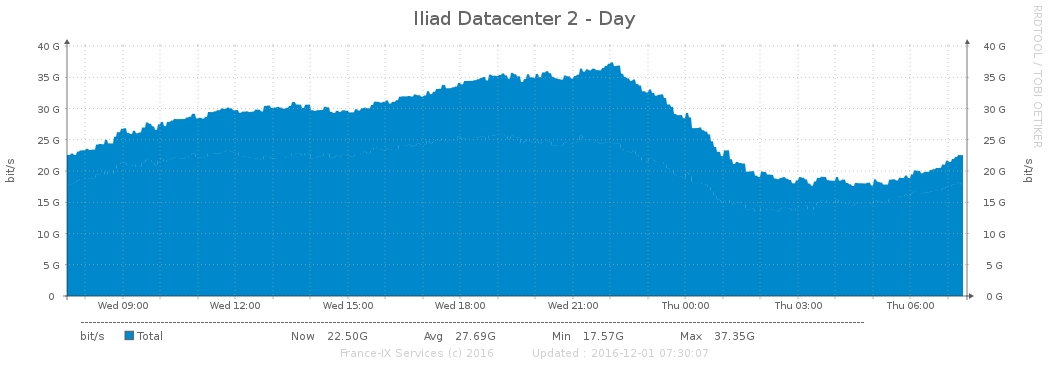 Iliad Datacenter 2 - Day
RRDTOOL / TOBI OETIKER
40 G 40 G
35 G 35 G
30 G 30 G
25 G 25 G
bit/s bit/s
20 G 20 G
15 G 15 G
10 G 10 G
5 G 5 G
0 0 G
Wed 09:00 Wed 12:00 Wed 15:00 Wed 18:00 Wed 21:00 Thu 00:00 Thu 03:00 Thu 06:00
bit/s Total Now 22.50G Avg 27.69G Min 17.57G Max 37.35G
France-IX Services (c) 2016 Updated : 2016-12-01 07:30:07